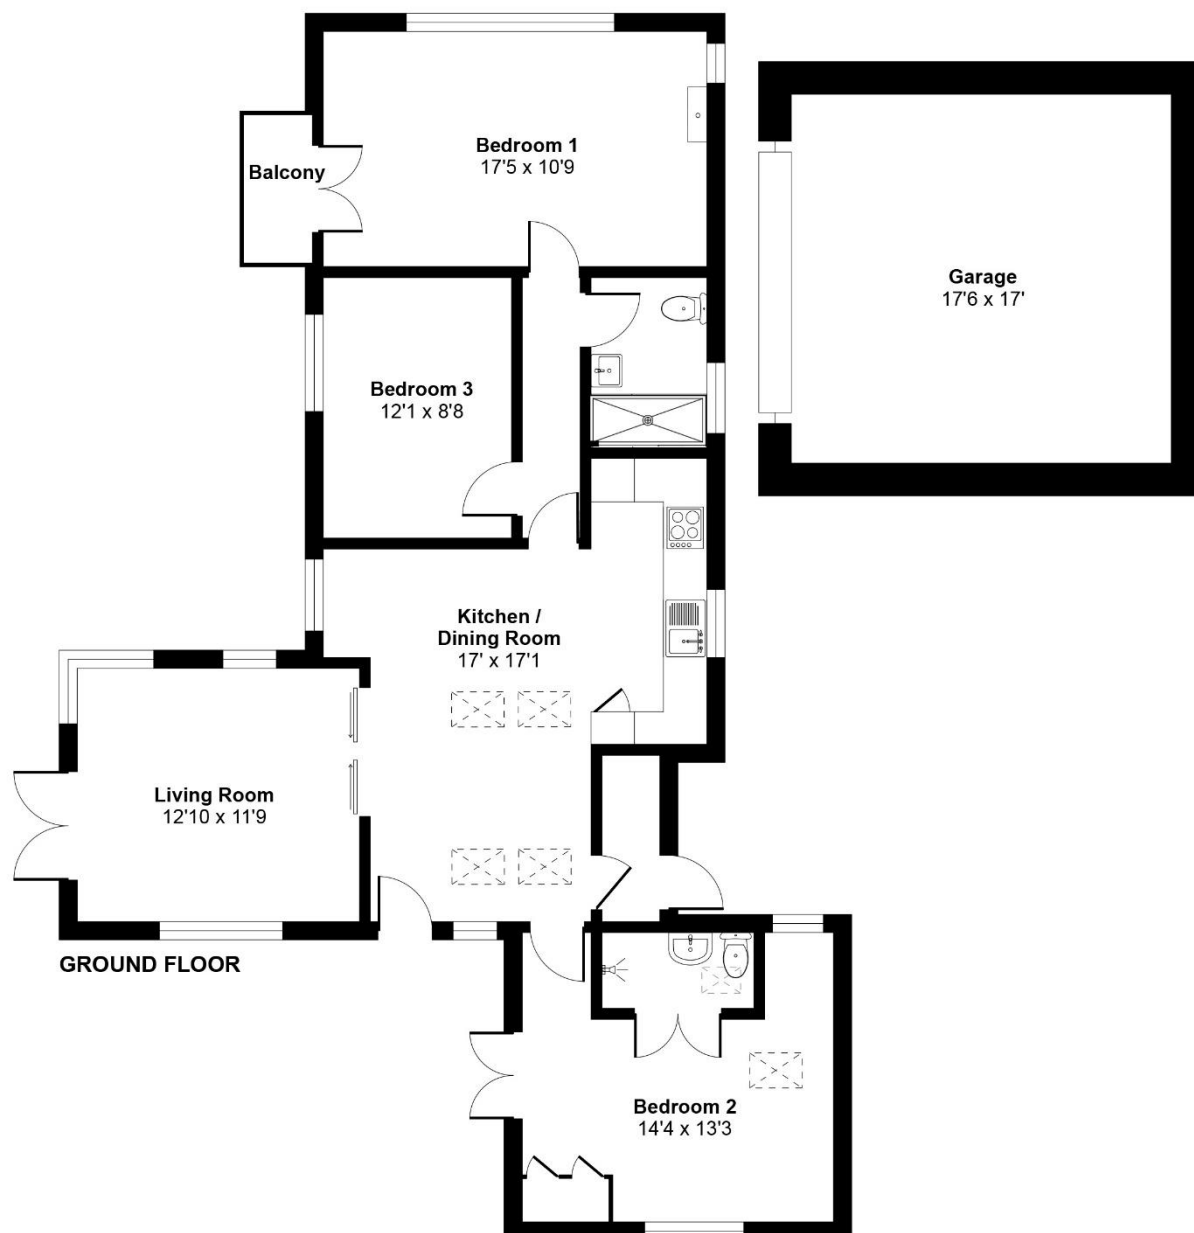 Bedroom 1
17'5 x 10'9
Balcony
Garage
17'6 x 17'
Bedroom 3
12'1 x 8'8
Kitchen /
Dining Room
17' x 17'1
Living Room
12'10 x 11'9
GROUND FLOOR
Bedroom 2
14'4 x 13'3